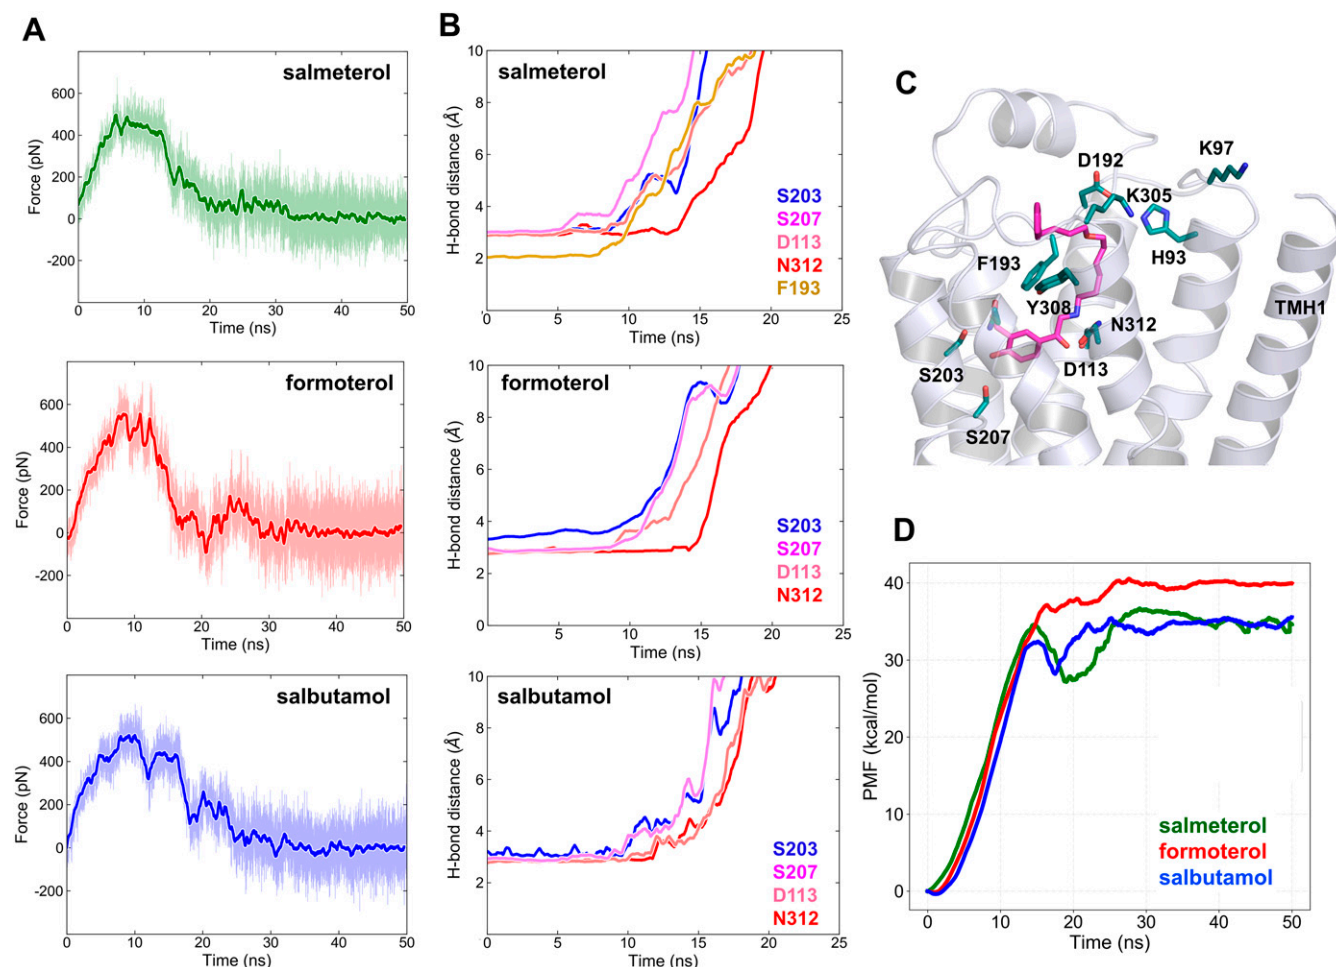 A
salmeterol
Force (pN)
600
400
200
0
-200
0 10 20 30 40 50
Time (ns)
formoterol
Force (pN)
600
400
200
0
-200
0 10 20 30 40 50
Time (ns)
salbutamol
Force (pN)
600
400
200
0
-200
0 10 20 30 40 50
Time (ns)
B
salmeterol
H-bond distance (Å)
10
8
6
4
2
S203
S207
D113
N312
F193
0 5 10 15 20 25
Time (ns)
formoterol
H-bond distance (Å)
10
8
6
4
2
S203
S207
D113
N312
5 10 15 20 25
Time (ns)
salbutamol
H-bond distance (Å)
10
8
6
4
2
S203
S207
D113
N312
0 5 10 15 20 25
Time (ns)
C
K97
D192
K305
F193
H93
Y308
TMH1
N312
S203
D113
S207
D
PMF (kcal/mol)
40
30
20
10
0
salmeterol
formoterol
salbutamol
0 10 20 30 40 50
Time (ns)